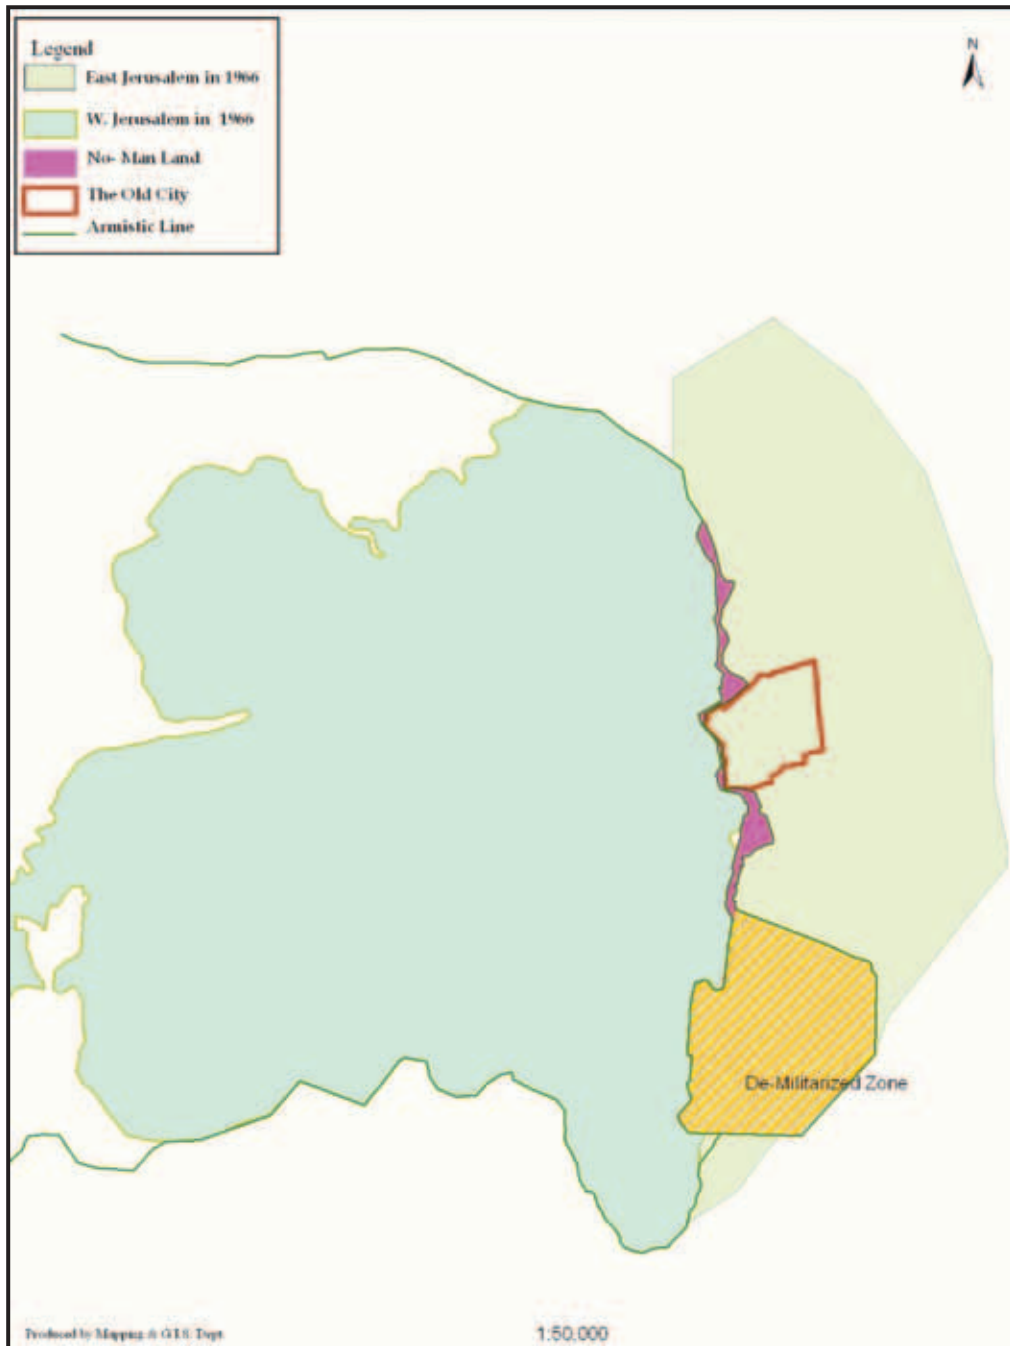 Legend
East Jerusalem in 1966
W. Jerusalem in 1966
No- Man Land
The Old City
Armistic Line
N
De-Militarized Zone
Produced by Mapping & G.I.S. Dept.
1:50,000